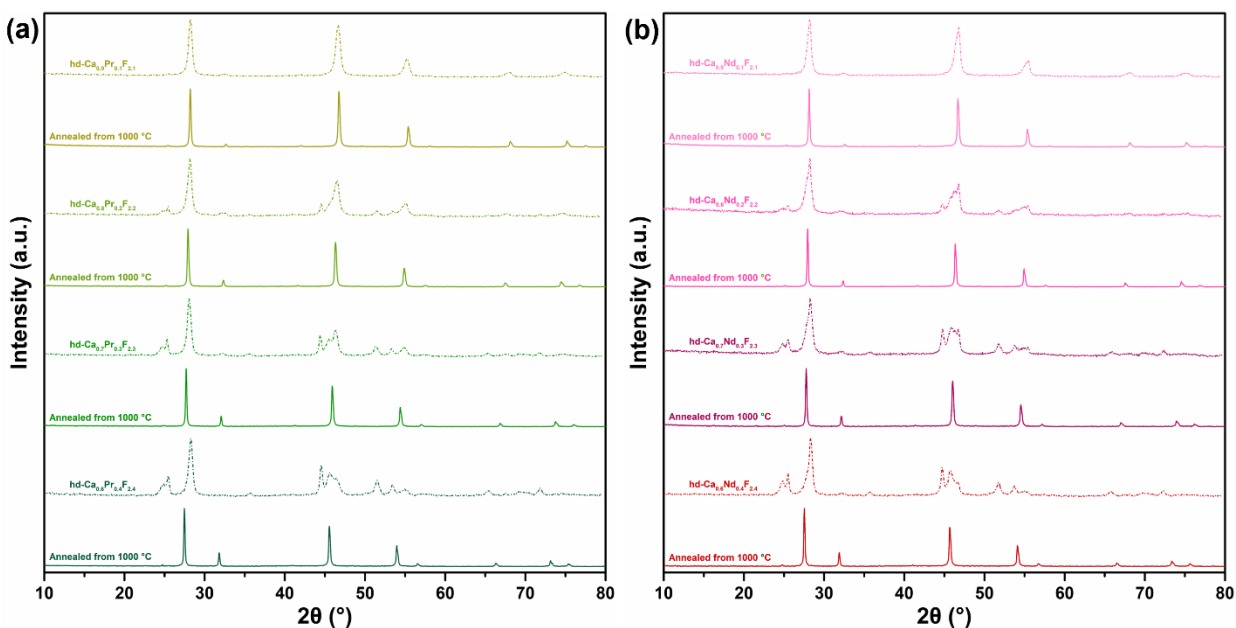 (a)
hd-Ca₀.₉Pr₀.₁F₂.₁
Annealed from 1000 °C
hd-Ca₀.₈Pr₀.₂F₂.₂
Annealed from 1000 °C
hd-Ca₀.₇Pr₀.₃F₂.₃
Annealed from 1000 °C
hd-Ca₀.₆Pr₀.₄F₂.₄
Annealed from 1000 °C
Intensity (a.u.)
10 20 30 40 50 60 70 80
2θ (°)
(b)
hd-Ca₀.₉Nd₀.₁F₂.₁
Annealed from 1000 °C
hd-Ca₀.₈Nd₀.₂F₂.₂
Annealed from 1000 °C
hd-Ca₀.₇Nd₀.₃F₂.₃
Annealed from 1000 °C
hd-Ca₀.₆Nd₀.₄F₂.₄
Annealed from 1000 °C
Intensity (a.u.)
10 20 30 40 50 60 70 80
2θ (°)